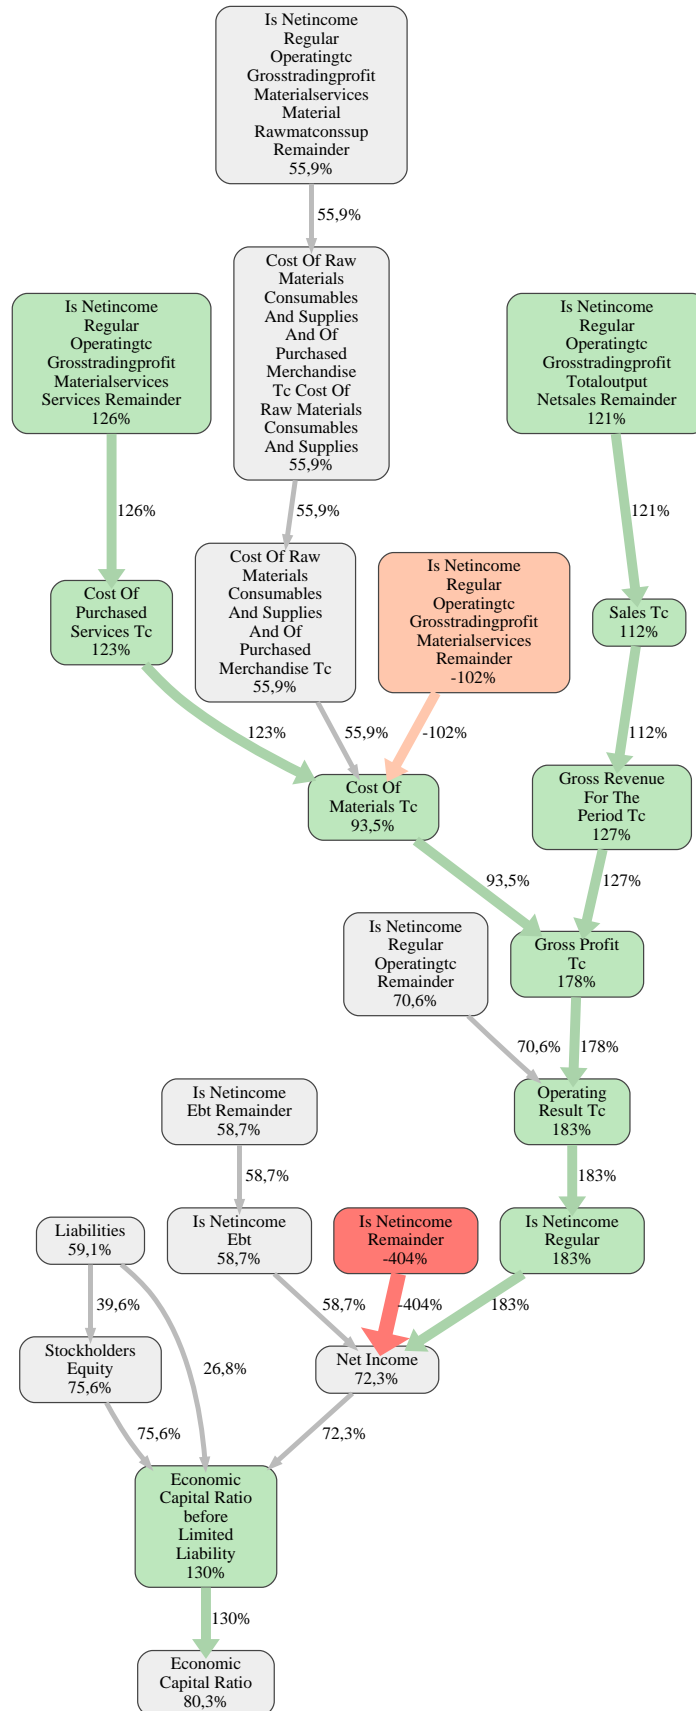 Is Netincome
Regular
Operatingtc
Grosstradingprofit
Materialservices
Material
Rawmatconssup
Remainder
55,9%
55,9%
Cost Of Raw
Materials
Consumables
And Supplies
And Of
Purchased
Merchandise
Tc Cost Of
Raw Materials
Consumables
And Supplies
55,9%
Is Netincome
Regular
Operatingtc
Grosstradingprofit
Materialservices
Services Remainder
126%
Is Netincome
Regular
Operatingtc
Grosstradingprofit
Totaloutput
Netsales Remainder
121%
126%
55,9%
121%
Cost Of
Purchased
Services Tc
123%
Cost Of Raw
Materials
Consumables
And Supplies
And Of
Purchased
Merchandise Tc
55,9%
Is Netincome
Regular
Operatingtc
Grosstradingprofit
Materialservices
Remainder
-102%
Sales Tc
112%
123%
55,9%
-102%
112%
Cost Of
Materials Tc
93,5%
Gross Revenue
For The
Period Tc
127%
93,5%
127%
Is Netincome
Regular
Operatingtc
Remainder
70,6%
Gross Profit
Tc
178%
70,6%
178%
Is Netincome
Ebt Remainder
58,7%
Operating
Result Tc
183%
58,7%
183%
Liabilities
59,1%
Is Netincome
Ebt
58,7%
Is Netincome
Remainder
-404%
Is Netincome
Regular
183%
39,6%
26,8%
58,7%
-404%
183%
Stockholders
Equity
75,6%
Net Income
72,3%
75,6%
72,3%
Economic
Capital Ratio
before
Limited
Liability
130%
130%
Economic
Capital Ratio
80,3%